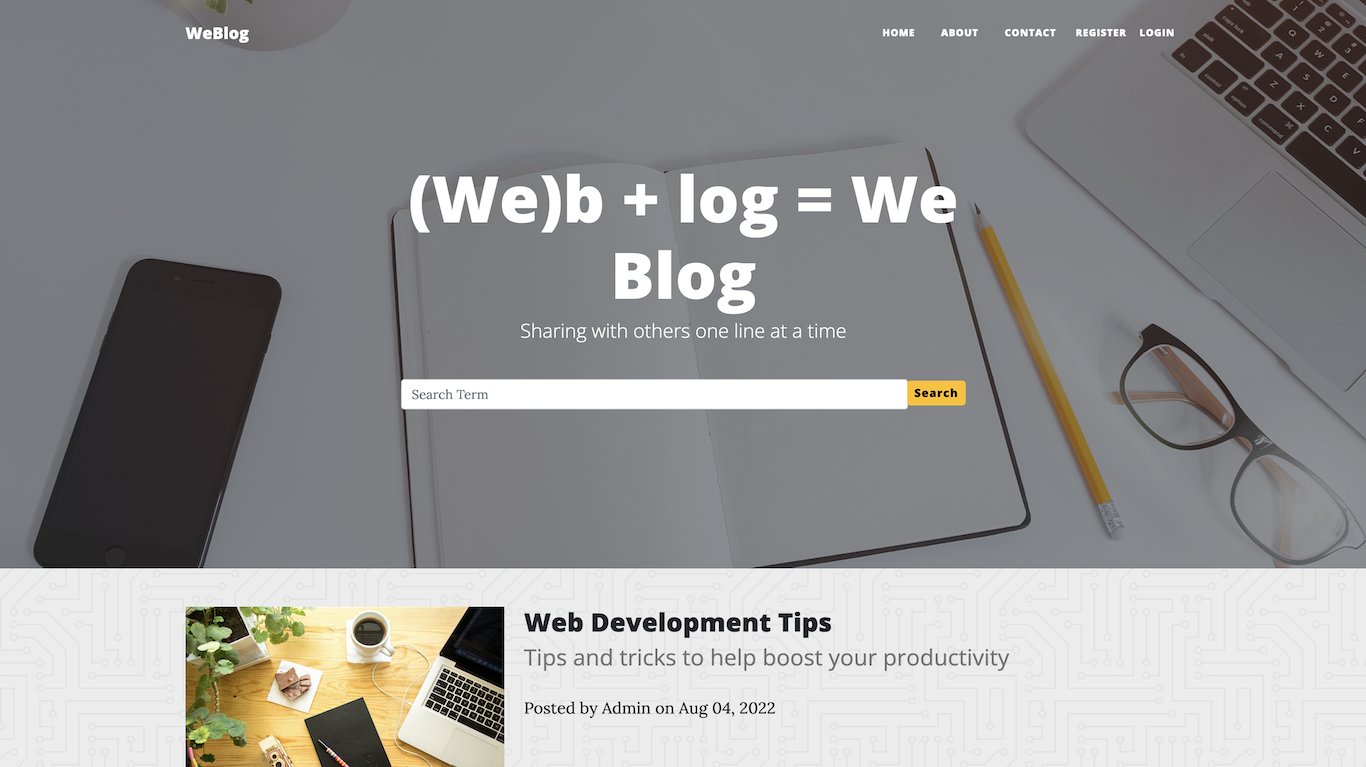 WeBlog
HOME ABOUT CONTACT REGISTER LOGIN
(We)b + log = We
Blog
Sharing with others one line at a time
Search Term Search
Web Development Tips
Tips and tricks to help boost your productivity
Posted by Admin on Aug 04, 2022